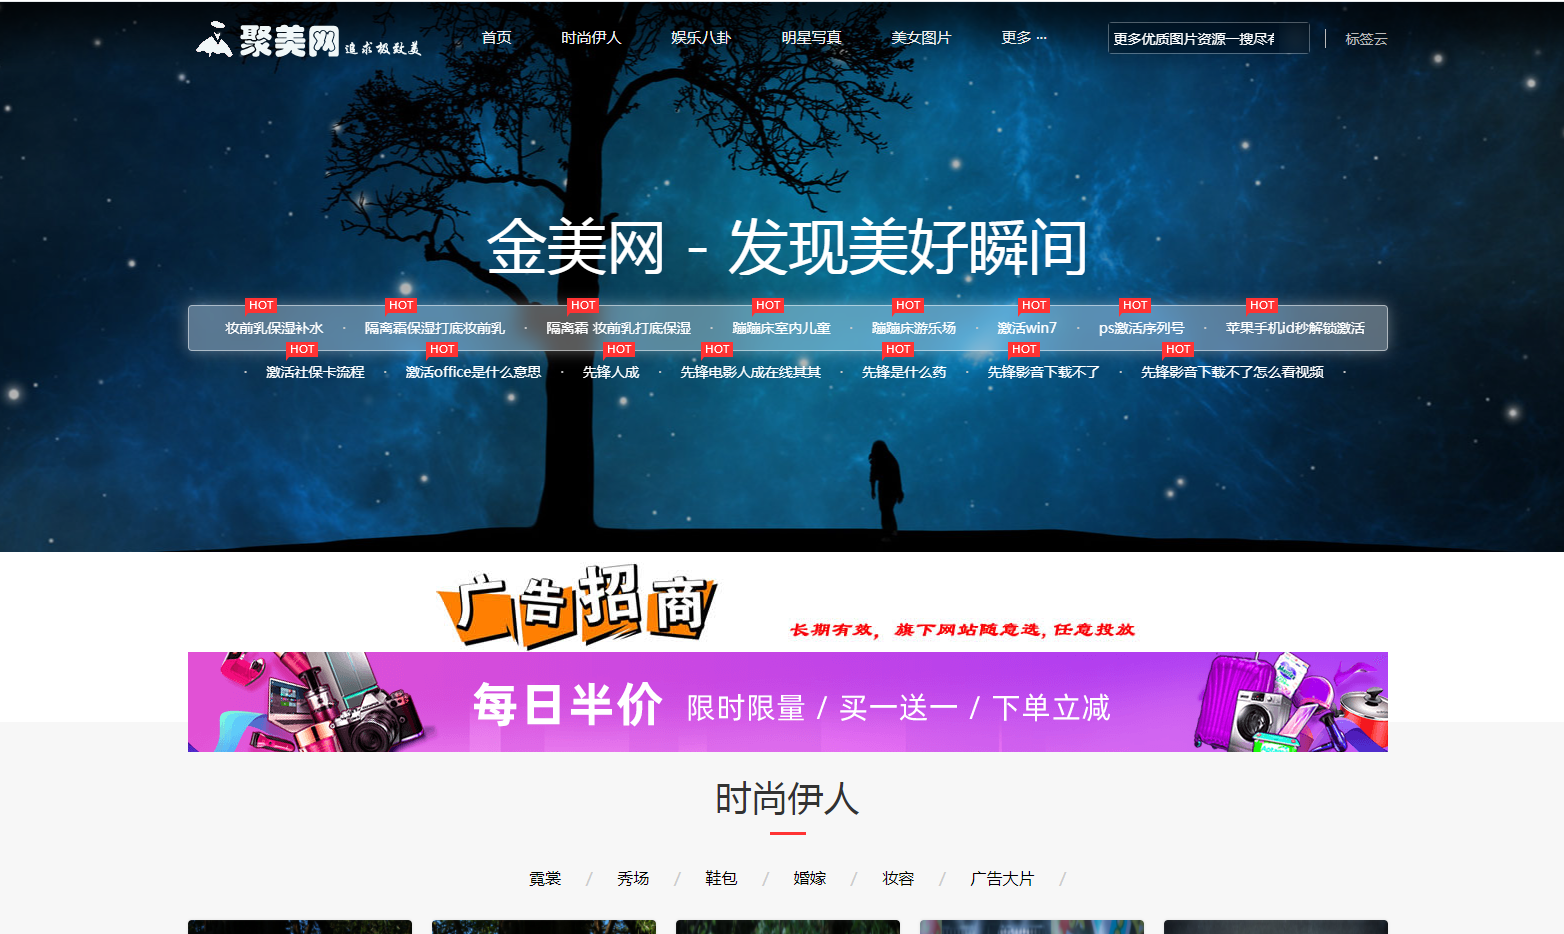 聚美网 追求极致美
首页 时尚伊人 娱乐八卦 明星写真 美女图片 更多 ··· 更多优质图片资源一搜尽有 标签云
金美网 - 发现美好瞬间
HOT HOT HOT HOT HOT HOT HOT HOT
妆前乳保湿补水 · 隔离霜保湿打底妆前乳 · 隔离霜 妆前乳打底保湿 · 蹦蹦床室内儿童 · 蹦蹦床游乐场 · 激活win7 · ps激活序列号 · 苹果手机id秒解锁激活
HOT HOT HOT HOT HOT HOT HOT
· 激活社保卡流程 · 激活office是什么意思 · 先锋人成 · 先锋电影人成在线其其 · 先锋是什么药 · 先锋影音下载不了 · 先锋影音下载不了怎么看视频 ·
广告招商
长期有效，旗下网站随意选,任意投放
每日半价 限时限量 / 买一送一 / 下单立减
时尚伊人
霓裳 / 秀场 / 鞋包 / 婚嫁 / 妆容 / 广告大片 /